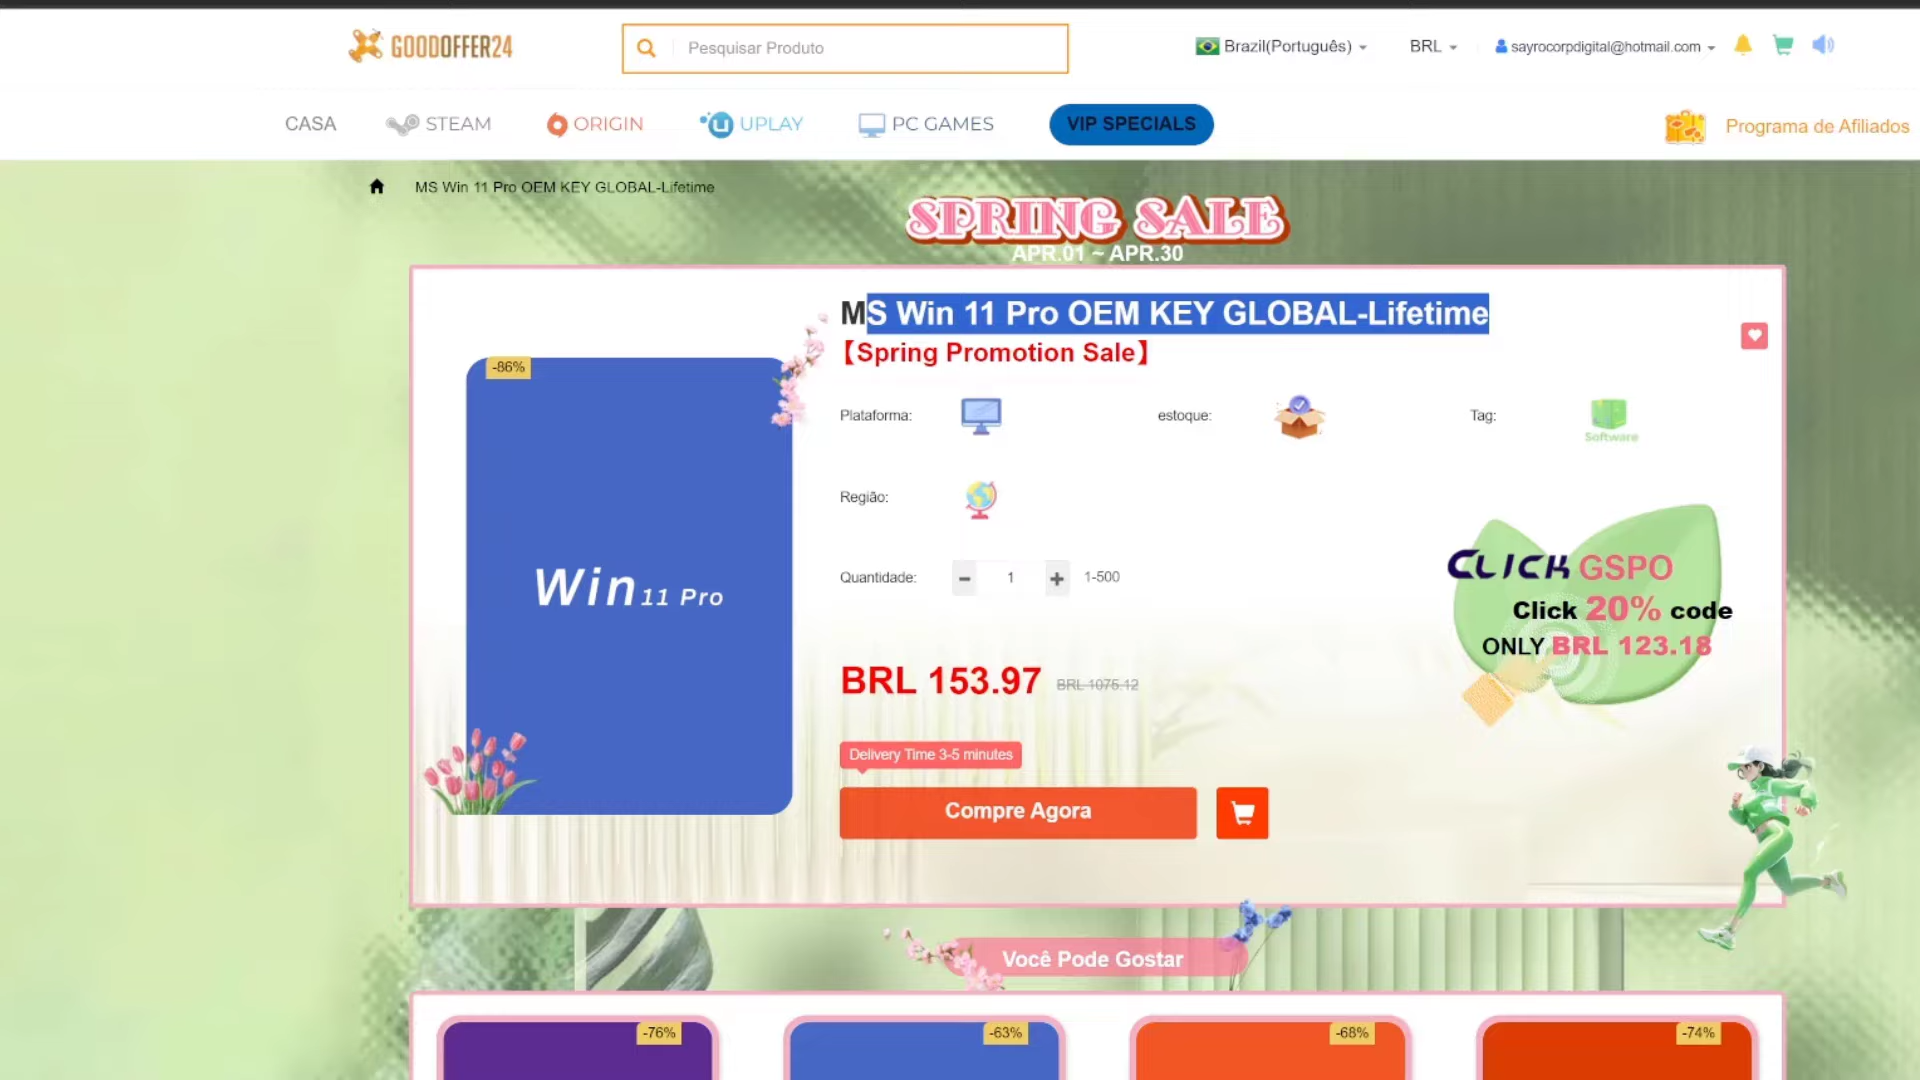 GOODOFFER24
Pesquisar Produto
Brazil(Português)
BRL
sayrocorpdigital@hotmail.com
CASA
STEAM
ORIGIN
UPLAY
PC GAMES
VIP SPECIALS
Programa de Afiliados
MS Win 11 Pro OEM KEY GLOBAL-Lifetime
SPRING SALE
APR.01 ~ APR.30
MS Win 11 Pro OEM KEY GLOBAL-Lifetime
【Spring Promotion Sale】
-86%
Win 11 Pro
Plataforma:
estoque:
Tag:
Software
Região:
Quantidade:
1
1-500
CLICK GSPO
Click 20% code
ONLY BRL 123.18
BRL 153.97 BRL 1075.12
Delivery Time 3-5 minutes
Compre Agora
Você Pode Gostar
-76%
-63%
-68%
-74%